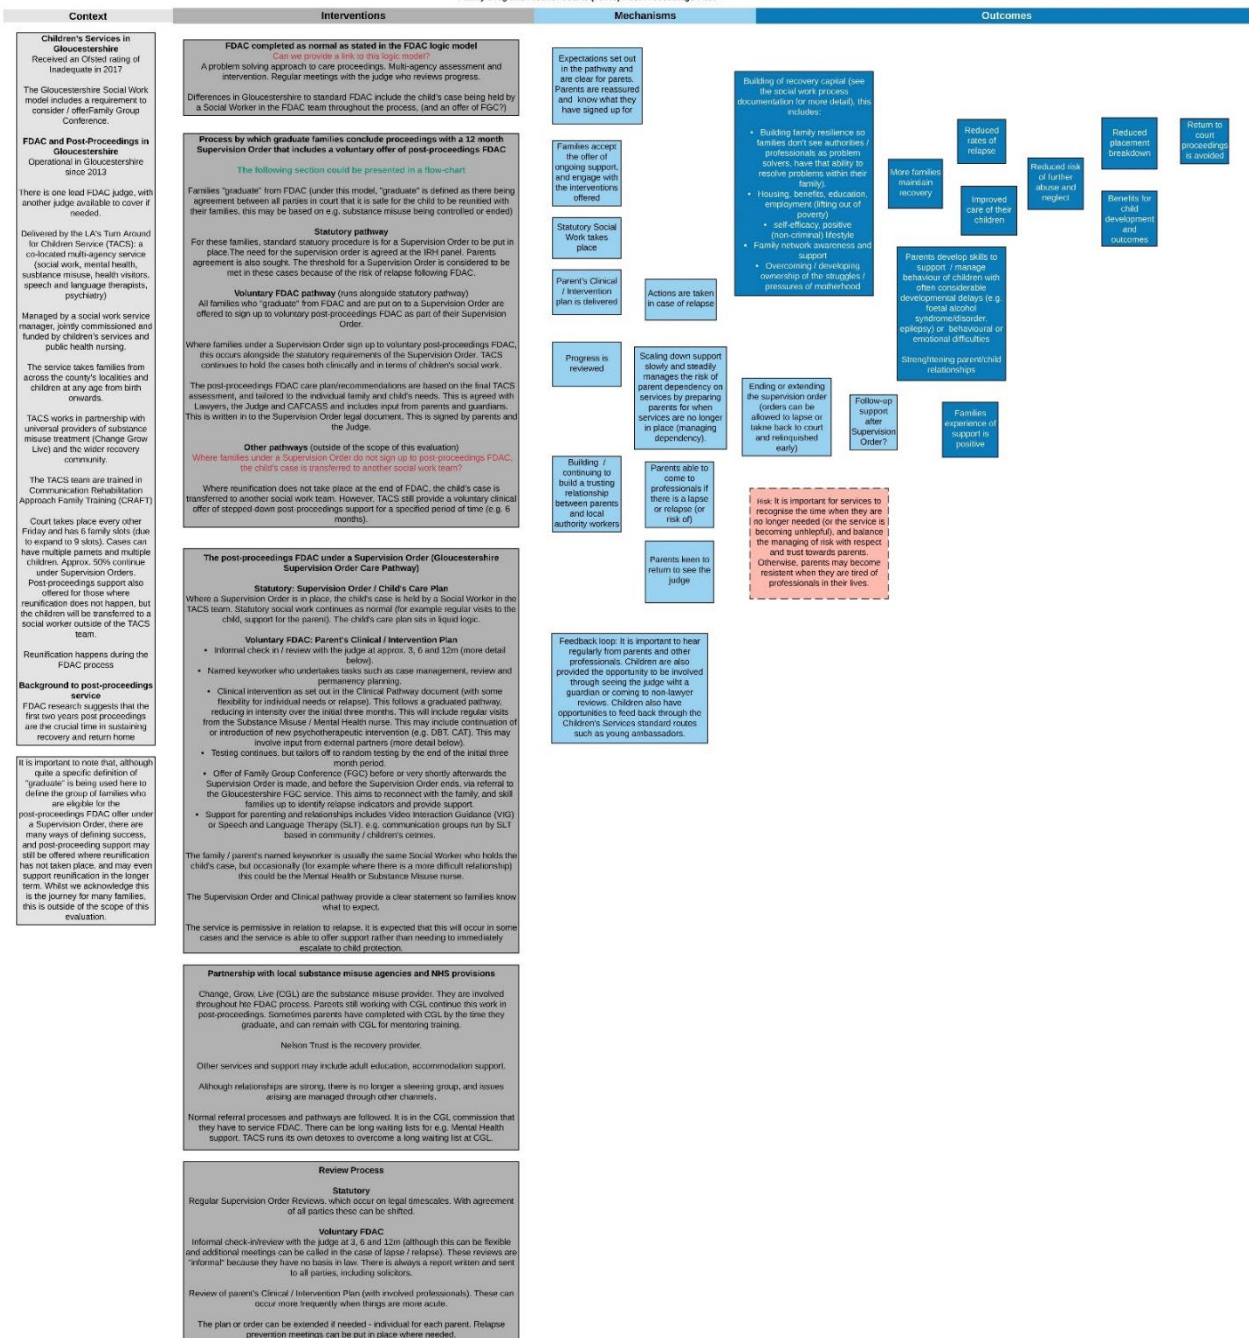 Context
Interventions
Mechanisms
Outcomes
Children's Services in
Gloucestershire
Received an Ofsted rating of
Inadequate in 2017
The Gloucestershire Social Work
model includes a requirement to
consider / offerFamily Group
Conference.
FDAC and Post-Proceedings in
Gloucestershire
Operational in Gloucestershire
since 2013
There is one lead FDAC judge, with
another judge available to cover if
needed.
Delivered by the LA's Turn Around
for Children Service (TACS): a
co-located multi-agency service
(social work, mental health,
susbtance misuse, health visitors,
speech and language therapists,
psychiatry)
Managed by a social work service
manager, jointly commissioned and
funded by children's services and
public health nursing.
The service takes families from
across the county's localities and
children at any age from birth
onwards.
TACS works in partnership with
universal providers of substance
misuse treatment (Change Grow
Live) and the wider recovery
community.
The TACS team are trained in
Communication Rehabilitation
Approach Family Training (CRAFT)
Court takes place every other
Friday and has 6 family slots (due
to expand to 9 slots). Cases can
have multiple parnets and multiple
children. Approx. 50% continue
under Supervision Orders.
Post-proceedings support also
offered for those where
reunification does not happen, but
the children will be transferred to a
social worker outside of the TACS
team.
Reunification happens during the
FDAC process
Background to post-proceedings
service
FDAC research suggests that the
first two years post proceedings
are the crucial time in sustaining
recovery and return home
It is important to note that, although
quite a specific definition of
"graduate" is being used here to
define the group of families who
are eligible for the
post-proceedings FDAC offer under
a Supervision Order, there are
many ways of defining success,
and post-proceeding support may
still be offered where reunification
has not taken place, and may even
support reunification in the longer
term. Whilst we acknowledge this
is the journey for many families,
this is outside of the scope of this
evaluation.
FDAC completed as normal as stated in the FDAC logic model
Can we provide a link to this logic model?
A problem solving approach to care proceedings. Multi-agency assessment and
intervention. Regular meetings with the judge who reviews progress.
Differences in Gloucestershire to standard FDAC include the child's case being held by
a Social Worker in the FDAC team throughout the process, (and an offer of FGC?)
Process by which graduate families conclude proceedings with a 12 month
Supervision Order that includes a voluntary offer of post-proceedings FDAC
The following section could be presented in a flow-chart
Families "graduate" from FDAC (under this model, "graduate" is defined as there being
agreement between all parties in court that it is safe for the child to be reunitied with
their families, this may be based on e.g. substance misuse being controlled or ended)
Statutory pathway
For these families, standard statuory procedure is for a Supervision Order to be put in
place.The need for the supervision order is agreed at the IRH panel. Parents
agreement is also sought. The threshold for a Supervision Order is considered to be
met in these cases because of the risk of relapse following FDAC.
Voluntary FDAC pathway (runs alongside statutory pathway)
All families who "graduate" from FDAC and are put on to a Supervision Order are
offered to sign up to voluntary post-proceedings FDAC as part of their Supervision
Order.
Where families under a Supervision Order sign up to voluntary post-proceedings FDAC,
this occurs alongside the statutory requirements of the Supervision Order. TACS
continues to hold the cases both clinically and in terms of children's social work.
The post-proceedings FDAC care plan/recommendations are based on the final TACS
assessment, and tailored to the individual family and child's needs. This is agreed with
Lawyers, the Judge and CAFCASS and includes input from parents and guardians.
This is written in to the Supervision Order legal document. This is signed by parents and
the Judge.
Other pathways (outside of the scope of this evaluation)
Where families under a Supervision Order do not sign up to post-proceedings FDAC,
the child's case is transferred to another social work team?
Where reunification does not take place at the end of FDAC, the child's case is
transferred to another social work team. However, TACS still provide a voluntary clinical
offer of stepped-down post-proceedings support for a specified period of time (e.g. 6
months).
The post-proceedings FDAC under a Supervision Order (Gloucestershire
Supervision Order Care Pathway)
Statutory: Supervision Order / Child's Care Plan
Where a Supervision Order is in place, the child's case is held by a Social Worker in the
TACS team. Statutory social work continues as normal (for example regular visits to the
child, support for the parent). The child's care plan sits in liquid logic.
Voluntary FDAC: Parent's Clinical / Intervention Plan
• Informal check in / review with the judge at approx. 3, 6 and 12m (more detail
below).
• Named keyworker who undertakes tasks such as case management, review and
permanency planning.
• Clinical intervention as set out in the Clinical Pathway document (with some
flexibility for individual needs or relapse). This follows a graduated pathway,
reducing in intensity over the initial three months. This will include regular visits
from the Substance Misuse / Mental Health nurse. This may include continuation of
or introduction of new psychotherapeutic intervention (e.g. DBT, CAT). This may
involve input from external partners (more detail below).
• Testing continues, but tailors off to random testing by the end of the initial three
month period.
• Offer of Family Group Conference (FGC) before or very shortly afterwards the
Supervision Order is made, and before the Supervision Order ends, via referral to
the Gloucestershire FGC service. This aims to reconnect with the family, and skill
families up to identify relapse indicators and provide support.
• Support for parenting and relationships includes Video Interaction Guidance (VIG)
or Speech and Language Therapy (SLT). e.g. communication groups run by SLT
based in community / children's cetnres.
The family / parent's named keyworker is usually the same Social Worker who holds the
child's case, but occasionally (for example where there is a more difficult relationship)
this could be the Mental Health or Substance Misuse nurse.
The Supervision Order and Clinical pathway provide a clear statement so families know
what to expect.
The service is permissive in relation to relapse, it is expected that this will occur in some
cases and the service is able to offer support rather than needing to immediately
escalate to child protection.
Partnership with local substance misuse agencies and NHS provisions
Change, Grow, Live (CGL) are the substance misuse provider. They are involved
throughout hte FDAC process. Parents still working with CGL continue this work in
post-proceedings. Sometimes parents have completed with CGL by the time they
graduate, and can remain with CGL for mentoring training.
Nelson Trust is the recovery provider.
Other services and support may include adult education, accommodation support.
Although relationships are strong, there is no longer a steering group, and issues
arising are managed through other channels.
Normal referral processes and pathways are followed. It is in the CGL commission that
they have to service FDAC. There can be long waiting lists for e.g. Mental Health
support. TACS runs its own detoxes to overcome a long waiting list at CGL.
Review Process
Statutory
Regular Supervision Order Reviews, which occur on legal timescales. With agreement
of all parties these can be shifted.
Voluntary FDAC
Informal check-in/review with the judge at 3, 6 and 12m (although this can be flexible
and additional meetings can be called in the case of lapse / relapse). These reviews are
"informal" because they have no basis in law. There is always a report written and sent
to all parties, including solicitors.
Review of parent's Clinical / Intervention Plan (with involved professionals). These can
occur more frequently when things are more acute.
The plan or order can be extended if needed - individual for each parent. Relapse
prevention meetings can be put in place where needed.
Expectations set out
in the pathway and
are clear for parets.
Parents are reassured
and know what they
have signed up for
Families accept
the offer of
ongoing support,
and engage with
the interventions
offered
Statutory Social
Work takes
place
Parent's Clinical
/ Intervention
plan is delivered
Actions are taken
in case of relapse
Progress is
reviewed
Scaling down support
slowly and steadily
manages the risk of
parent dependency on
services by preparing
parents for when
services are no longer
in place (managing
dependency).
Building /
continuing to
build a trusting
relationship
between parents
and local
authority workers
Parents able to
come to
professionals if
there is a lapse
or relapse (or
risk of)
Parents keen to
return to see the
judge
Feedback loop: It is important to hear
regularly from parents and other
professionals. Children are also
provided the opportunity to be involved
through seeing the judge wiht a
guardian or coming to non-lawyer
reviews. Children also have
opportunities to feed back through the
Children's Services standard routes
such as young ambassadors.
Building of recovery capital (see
the social work process
documentation for more detail), this
includes:
• Building family resilience so
families don't see authorities /
professionals as problem
solvers, have that ability to
resolve problems within their
family).
• Housing, benefits, education,
employment (lifting out of
poverty)
• self-efficacy, positive
(non-criminal) lifestyle
• Family network awareness and
support
• Overcoming / developing
ownership of the struggles /
pressures of motherhood
More families
maintain
recovery
Reduced
rates of
relapse
Improved
care of their
children
Reduced risk
of further
abuse and
neglect
Reduced
placement
breakdown
Benefits for
child
development
and
outcomes
Return to
court
proceedings
is avoided
Parents develop skills to
support / manage
behaviour of children with
often considerable
developmental delays (e.g.
foetal alcohol
syndrome/disorder,
epilepsy) or behavioural or
emotional difficulties
Strenghtening parent/child
relationships
Ending or extending
the supervision order
(orders can be
allowed to lapse or
takne back to court
and relinquished
early)
Follow-up
support
after
Supervision
Order?
Families
experience of
support is
positive
Risk: It is important for services to
recognise the time when they are
no longer needed (or the service is
becoming unhlepful), and balance
the managing of risk with respect
and trust towards parents.
Otherwise, parents may become
resistent when they are tired of
professionals in their lives.